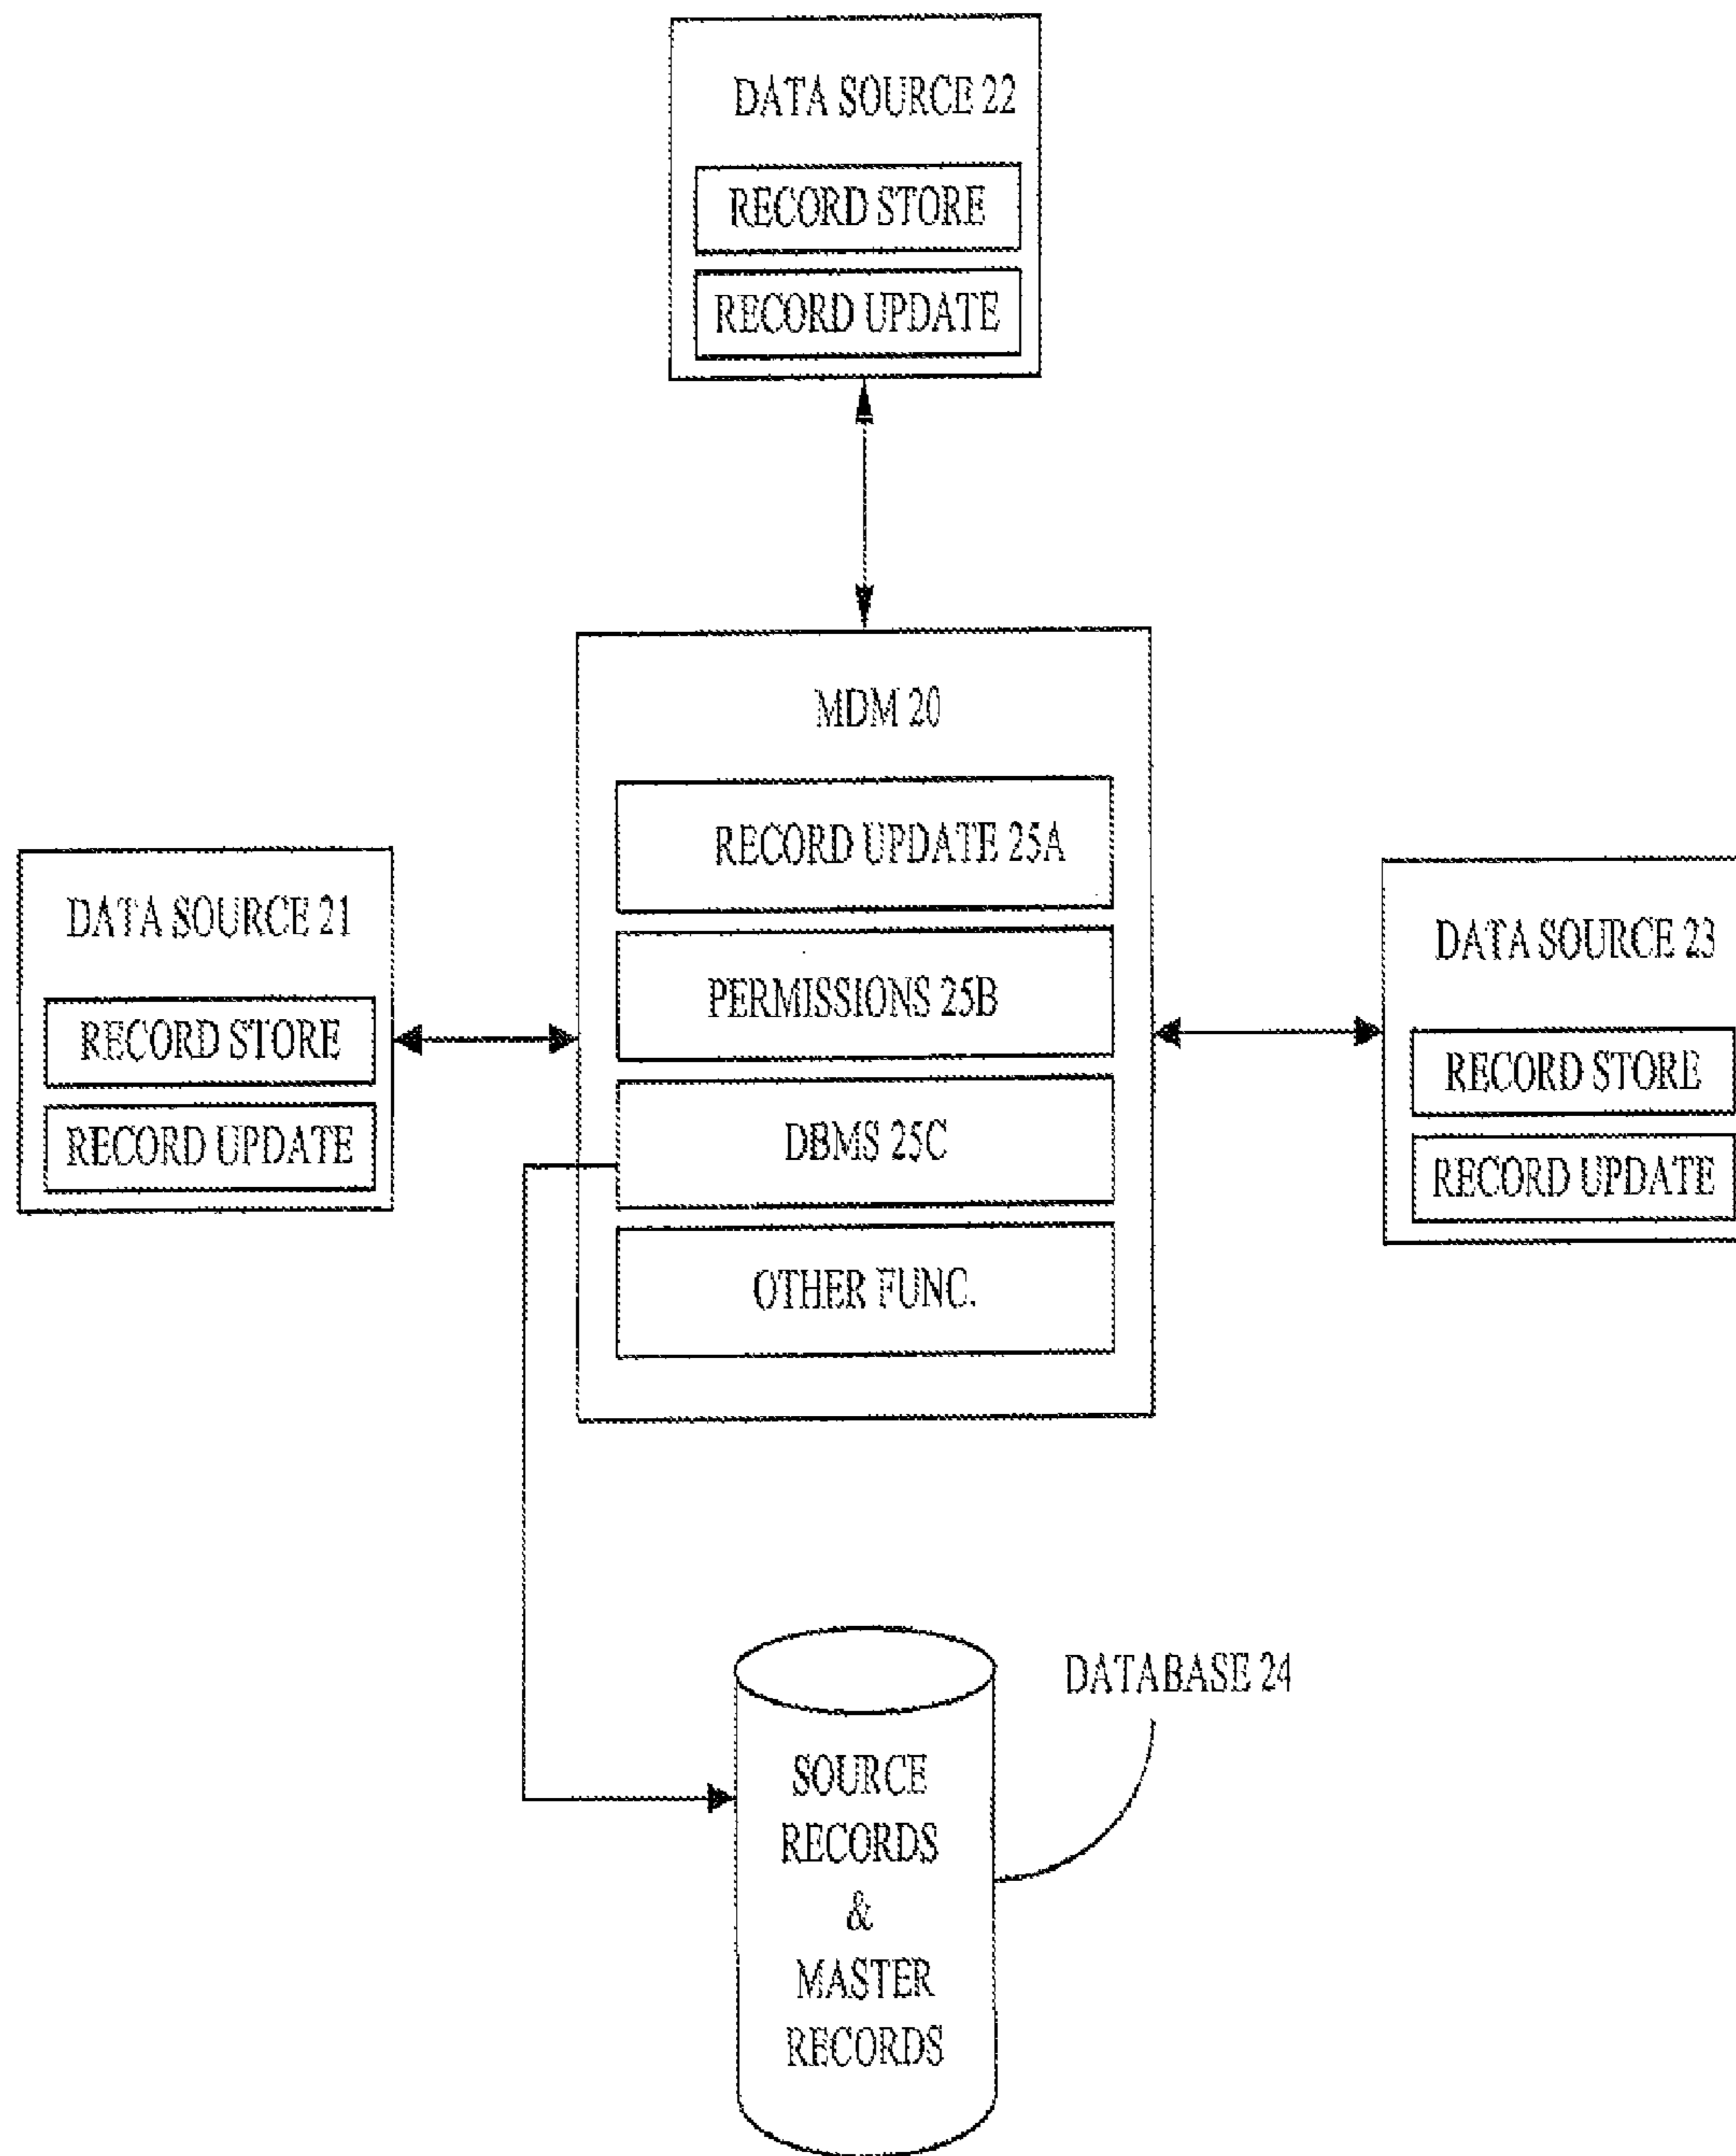 DATA SOURCE 22
RECORD STORE
RECORD UPDATE
MDM 20
RECORD UPDATE 25A
PERMISSIONS 25B
DBMS 25C
OTHER FUNC.
DATA SOURCE 21
RECORD STORE
RECORD UPDATE
DATA SOURCE 23
RECORD STORE
RECORD UPDATE
DATABASE 24
SOURCE
RECORDS
&
MASTER
RECORDS